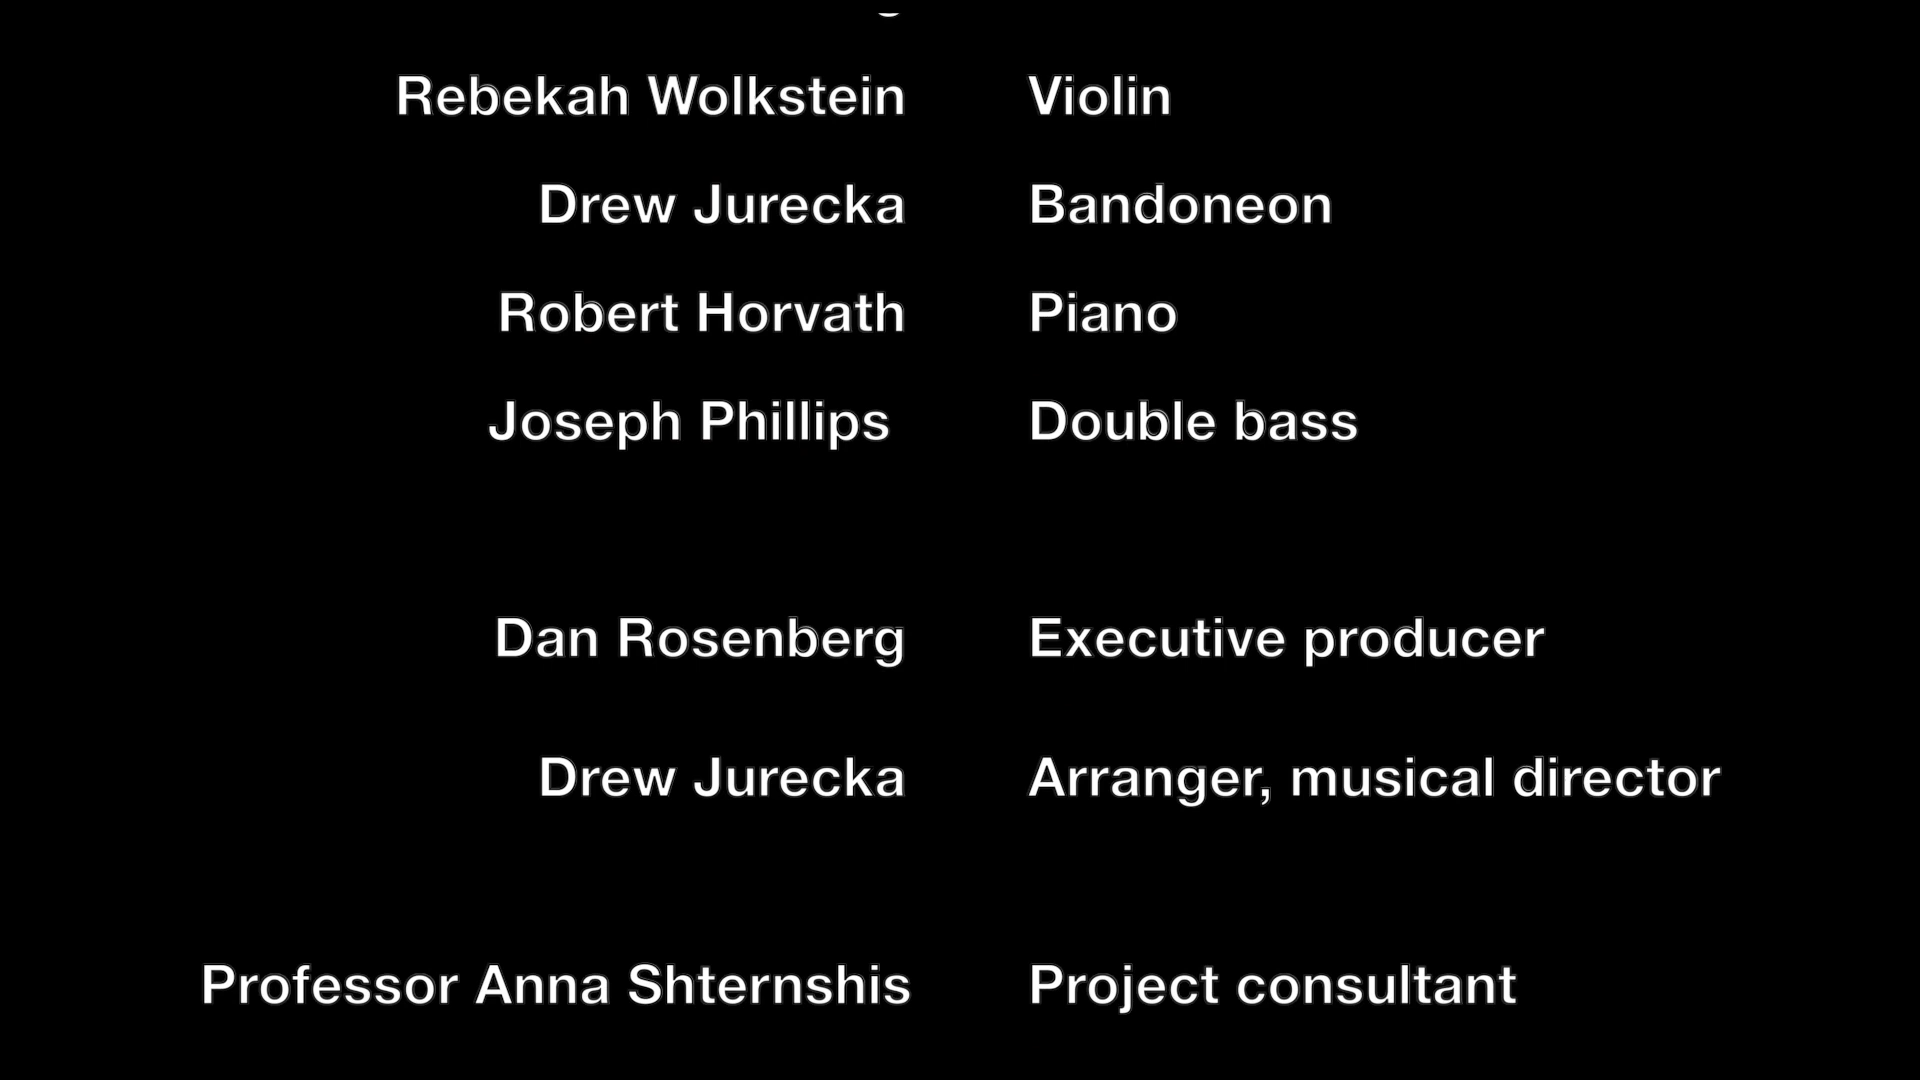 Rebekah Wolkstein Violin
Drew Jurecka Bandoneon
Robert Horvath Piano
Joseph Phillips Double bass
Dan Rosenberg Executive producer
Drew Jurecka Arranger, musical director
Professor Anna Shternshis Project consultant